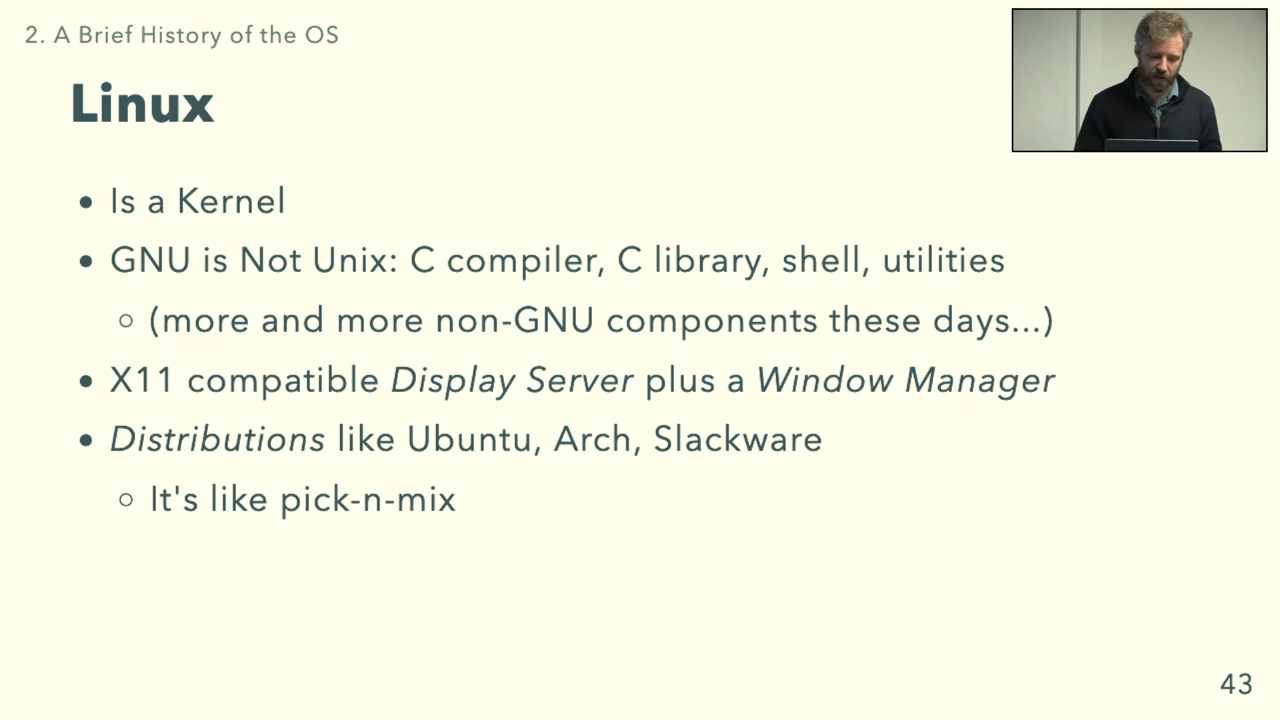 2. A Brief History of the OS
Linux
• Is a Kernel
• GNU is Not Unix: C compiler, C library, shell, utilities
○ (more and more non-GNU components these days...)
• X11 compatible Display Server plus a Window Manager
• Distributions like Ubuntu, Arch, Slackware
○ It's like pick-n-mix
43